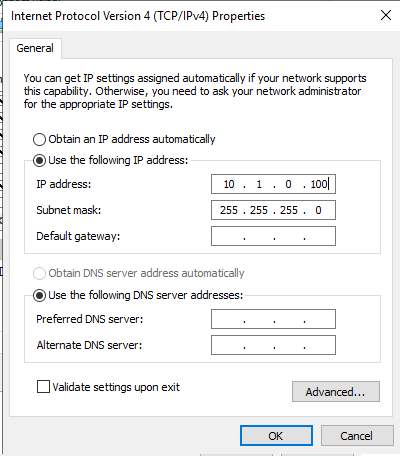 Internet Protocol Version 4 (TCP/IPv4) Properties
General
You can get IP settings assigned automatically if your network supports
this capability. Otherwise, you need to ask your network administrator
for the appropriate IP settings.
Obtain an IP address automatically
Use the following IP address:
IP address: 10 . 1 . 0 . 100
Subnet mask: 255 . 255 . 255 . 0
Default gateway: . . .
Obtain DNS server address automatically
Use the following DNS server addresses:
Preferred DNS server: . . .
Alternate DNS server: . . .
Validate settings upon exit
Advanced...
OK Cancel